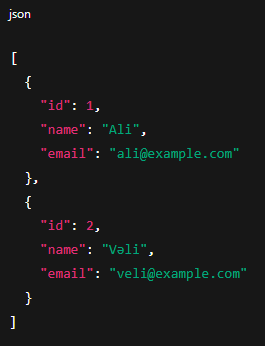 json
[
  {
    "id": 1,
    "name": "Ali",
    "email": "ali@example.com"
  },
  {
    "id": 2,
    "name": "Vəli",
    "email": "veli@example.com"
  }
]